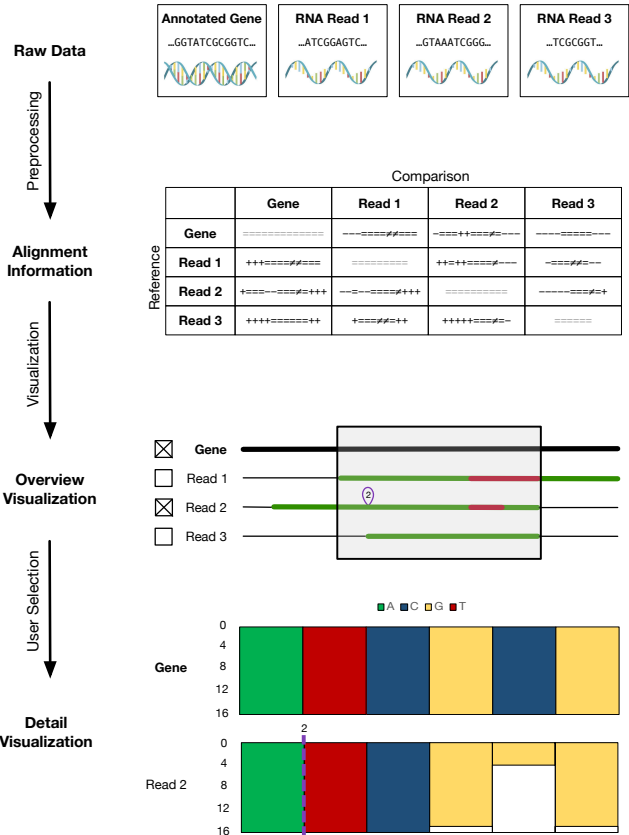 Raw Data
Annotated Gene
…GGTATCGCGGTC…
RNA Read 1
…ATCGGAGTC…
RNA Read 2
…GTAAATCGGG…
RNA Read 3
…TCGCGGT…
Preprocessing
Comparison
Reference
Gene Read 1 Read 2 Read 3
Gene ============= ---====≠≠=== -===++===≠=--- ----=====---
Read 1 +++====≠≠=== ========= ++=++====≠--- -===≠≠=--
Read 2 +===--===≠=+++ --=--====≠+++ ========== -----===≠=+
Read 3 ++++======++ +===≠≠=++ +++++===≠=- ======
Alignment
Information
Visualization
Gene
Read 1
2
Read 2
Read 3
Overview
Visualization
User Selection
A C G T
Gene
0
4
8
12
16
Detail
Visualization
2
Read 2
0
4
8
12
16